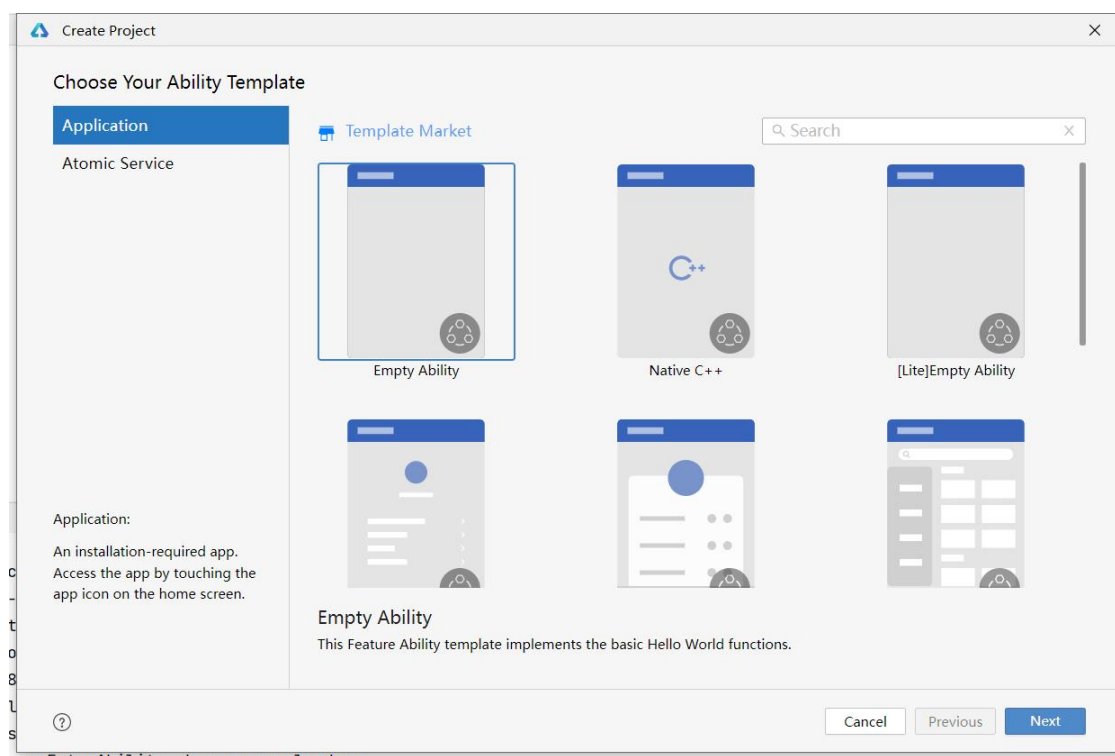 Create Project
Choose Your Ability Template
Application
Atomic Service
Template Market
Search
C++
Empty Ability
Native C++
[Lite]Empty Ability
Application:
An installation-required app.
Access the app by touching the
app icon on the home screen.
Empty Ability
This Feature Ability template implements the basic Hello World functions.
Cancel
Previous
Next